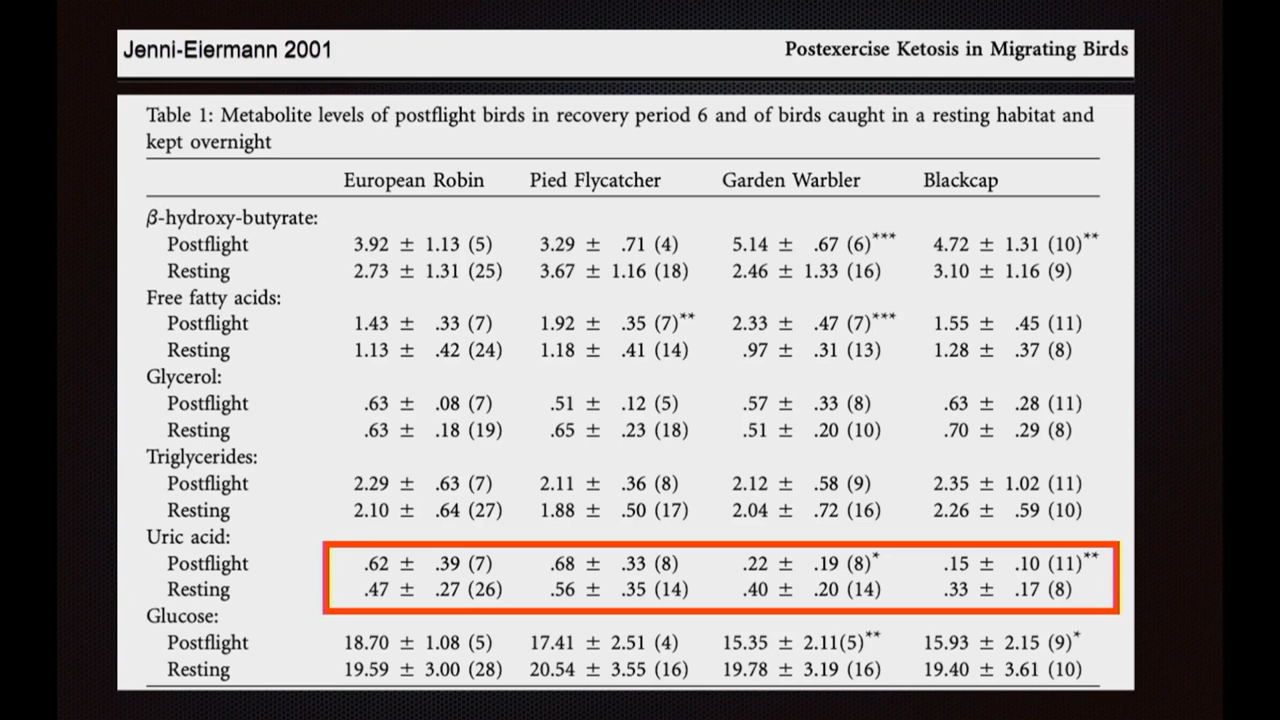 Jenni-Eiermann 2001 Postexercise Ketosis in Migrating Birds
Table 1: Metabolite levels of postflight birds in recovery period 6 and of birds caught in a resting habitat and
kept overnight
European Robin Pied Flycatcher Garden Warbler Blackcap
β-hydroxy-butyrate:
Postflight 3.92 ± 1.13 (5) 3.29 ± .71 (4) 5.14 ± .67 (6)*** 4.72 ± 1.31 (10)**
Resting 2.73 ± 1.31 (25) 3.67 ± 1.16 (18) 2.46 ± 1.33 (16) 3.10 ± 1.16 (9)
Free fatty acids:
Postflight 1.43 ± .33 (7) 1.92 ± .35 (7)** 2.33 ± .47 (7)*** 1.55 ± .45 (11)
Resting 1.13 ± .42 (24) 1.18 ± .41 (14) .97 ± .31 (13) 1.28 ± .37 (8)
Glycerol:
Postflight .63 ± .08 (7) .51 ± .12 (5) .57 ± .33 (8) .63 ± .28 (11)
Resting .63 ± .18 (19) .65 ± .23 (18) .51 ± .20 (10) .70 ± .29 (8)
Triglycerides:
Postflight 2.29 ± .63 (7) 2.11 ± .36 (8) 2.12 ± .58 (9) 2.35 ± 1.02 (11)
Resting 2.10 ± .64 (27) 1.88 ± .50 (17) 2.04 ± .72 (16) 2.26 ± .59 (10)
Uric acid:
Postflight .62 ± .39 (7) .68 ± .33 (8) .22 ± .19 (8)* .15 ± .10 (11)**
Resting .47 ± .27 (26) .56 ± .35 (14) .40 ± .20 (14) .33 ± .17 (8)
Glucose:
Postflight 18.70 ± 1.08 (5) 17.41 ± 2.51 (4) 15.35 ± 2.11(5)** 15.93 ± 2.15 (9)*
Resting 19.59 ± 3.00 (28) 20.54 ± 3.55 (16) 19.78 ± 3.19 (16) 19.40 ± 3.61 (10)